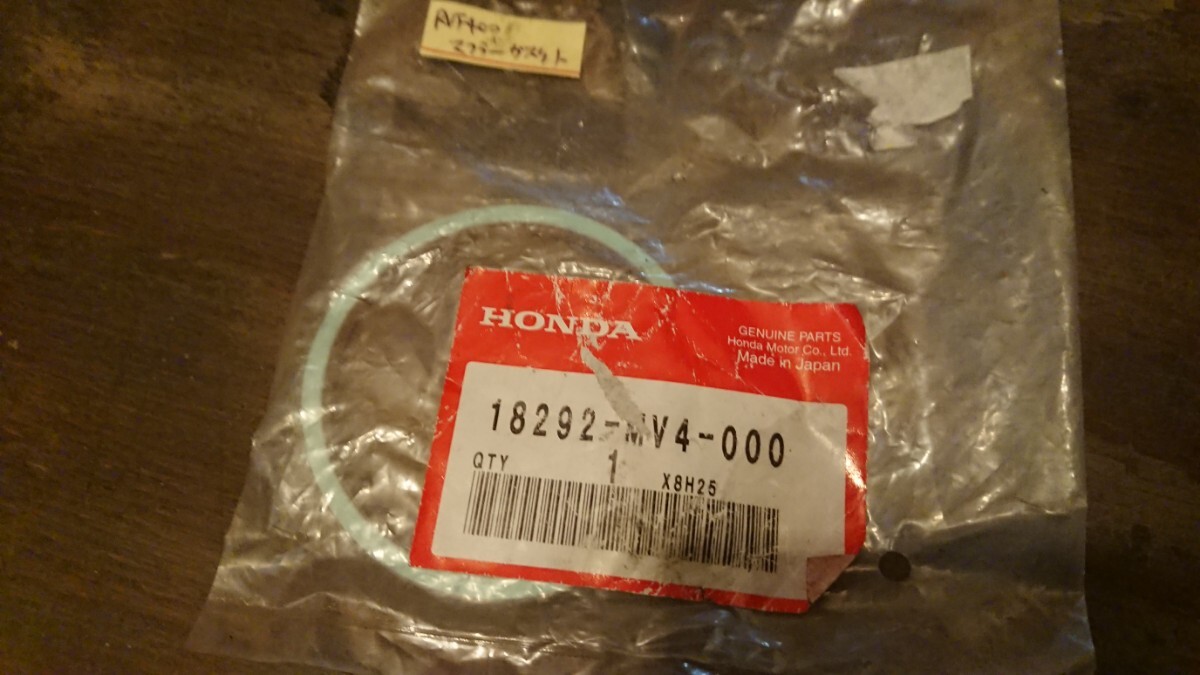 マフラーガスケット
HONDA
GENUINE PARTS
Honda Motor Co., Ltd.
Made in Japan
18292-MV4-000
QTY 1 X8H25